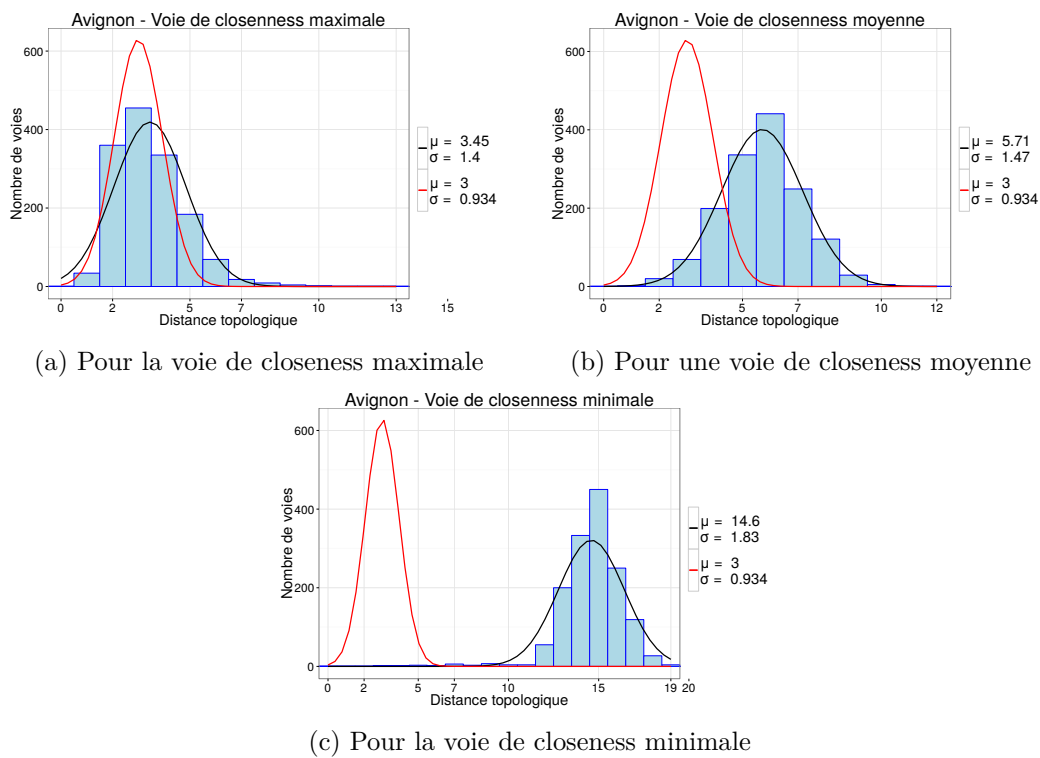 Avignon - Voie de closenness maximale
Nombre de voies
600
400
200
0
0 2 5 7 10 13 15
Distance topologique
μ = 3.45
σ = 1.4
μ = 3
σ = 0.934
(a) Pour la voie de closeness maximale
Avignon - Voie de closenness moyenne
Nombre de voies
600
400
200
0
0 2 5 7 10 12
Distance topologique
μ = 5.71
σ = 1.47
μ = 3
σ = 0.934
(b) Pour une voie de closeness moyenne
Avignon - Voie de closenness minimale
Nombre de voies
600
400
200
0
0 2 5 7 10 15 19 20
Distance topologique
μ = 14.6
σ = 1.83
μ = 3
σ = 0.934
(c) Pour la voie de closeness minimale